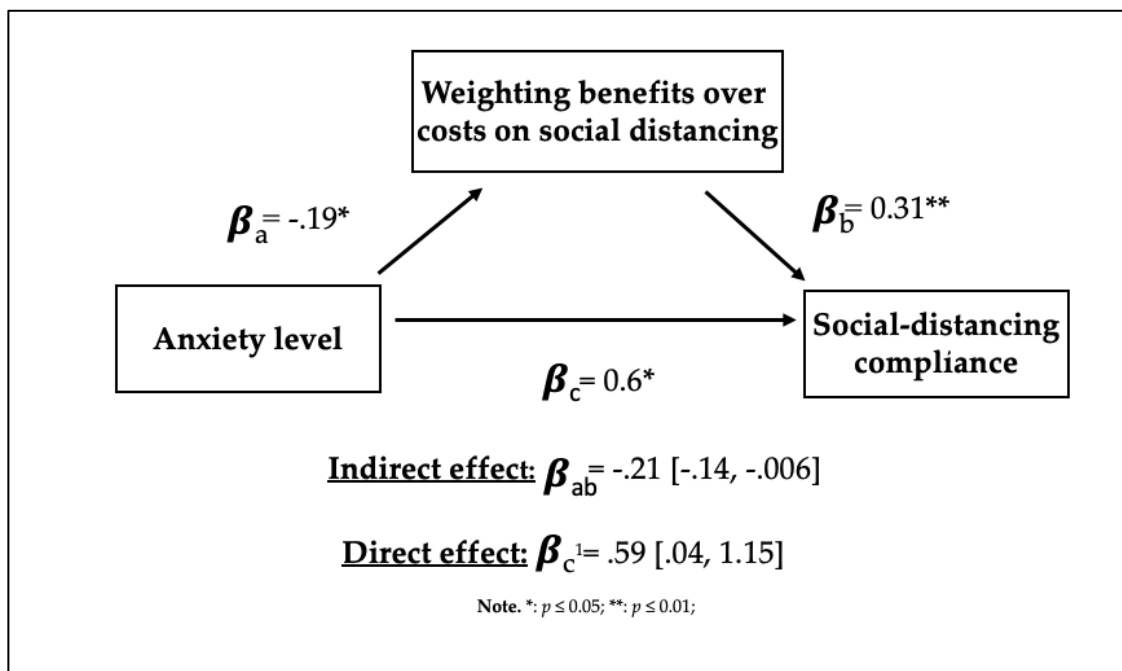 Weighting benefits over
costs on social distancing
βa= -.19*
βb= 0.31**
Anxiety level
Social-distancing
compliance
βc= 0.6*
Indirect effect: βab= -.21 [-.14, -.006]
Direct effect: βc¹= .59 [.04, 1.15]
Note. *: p ≤ 0.05; **: p ≤ 0.01;